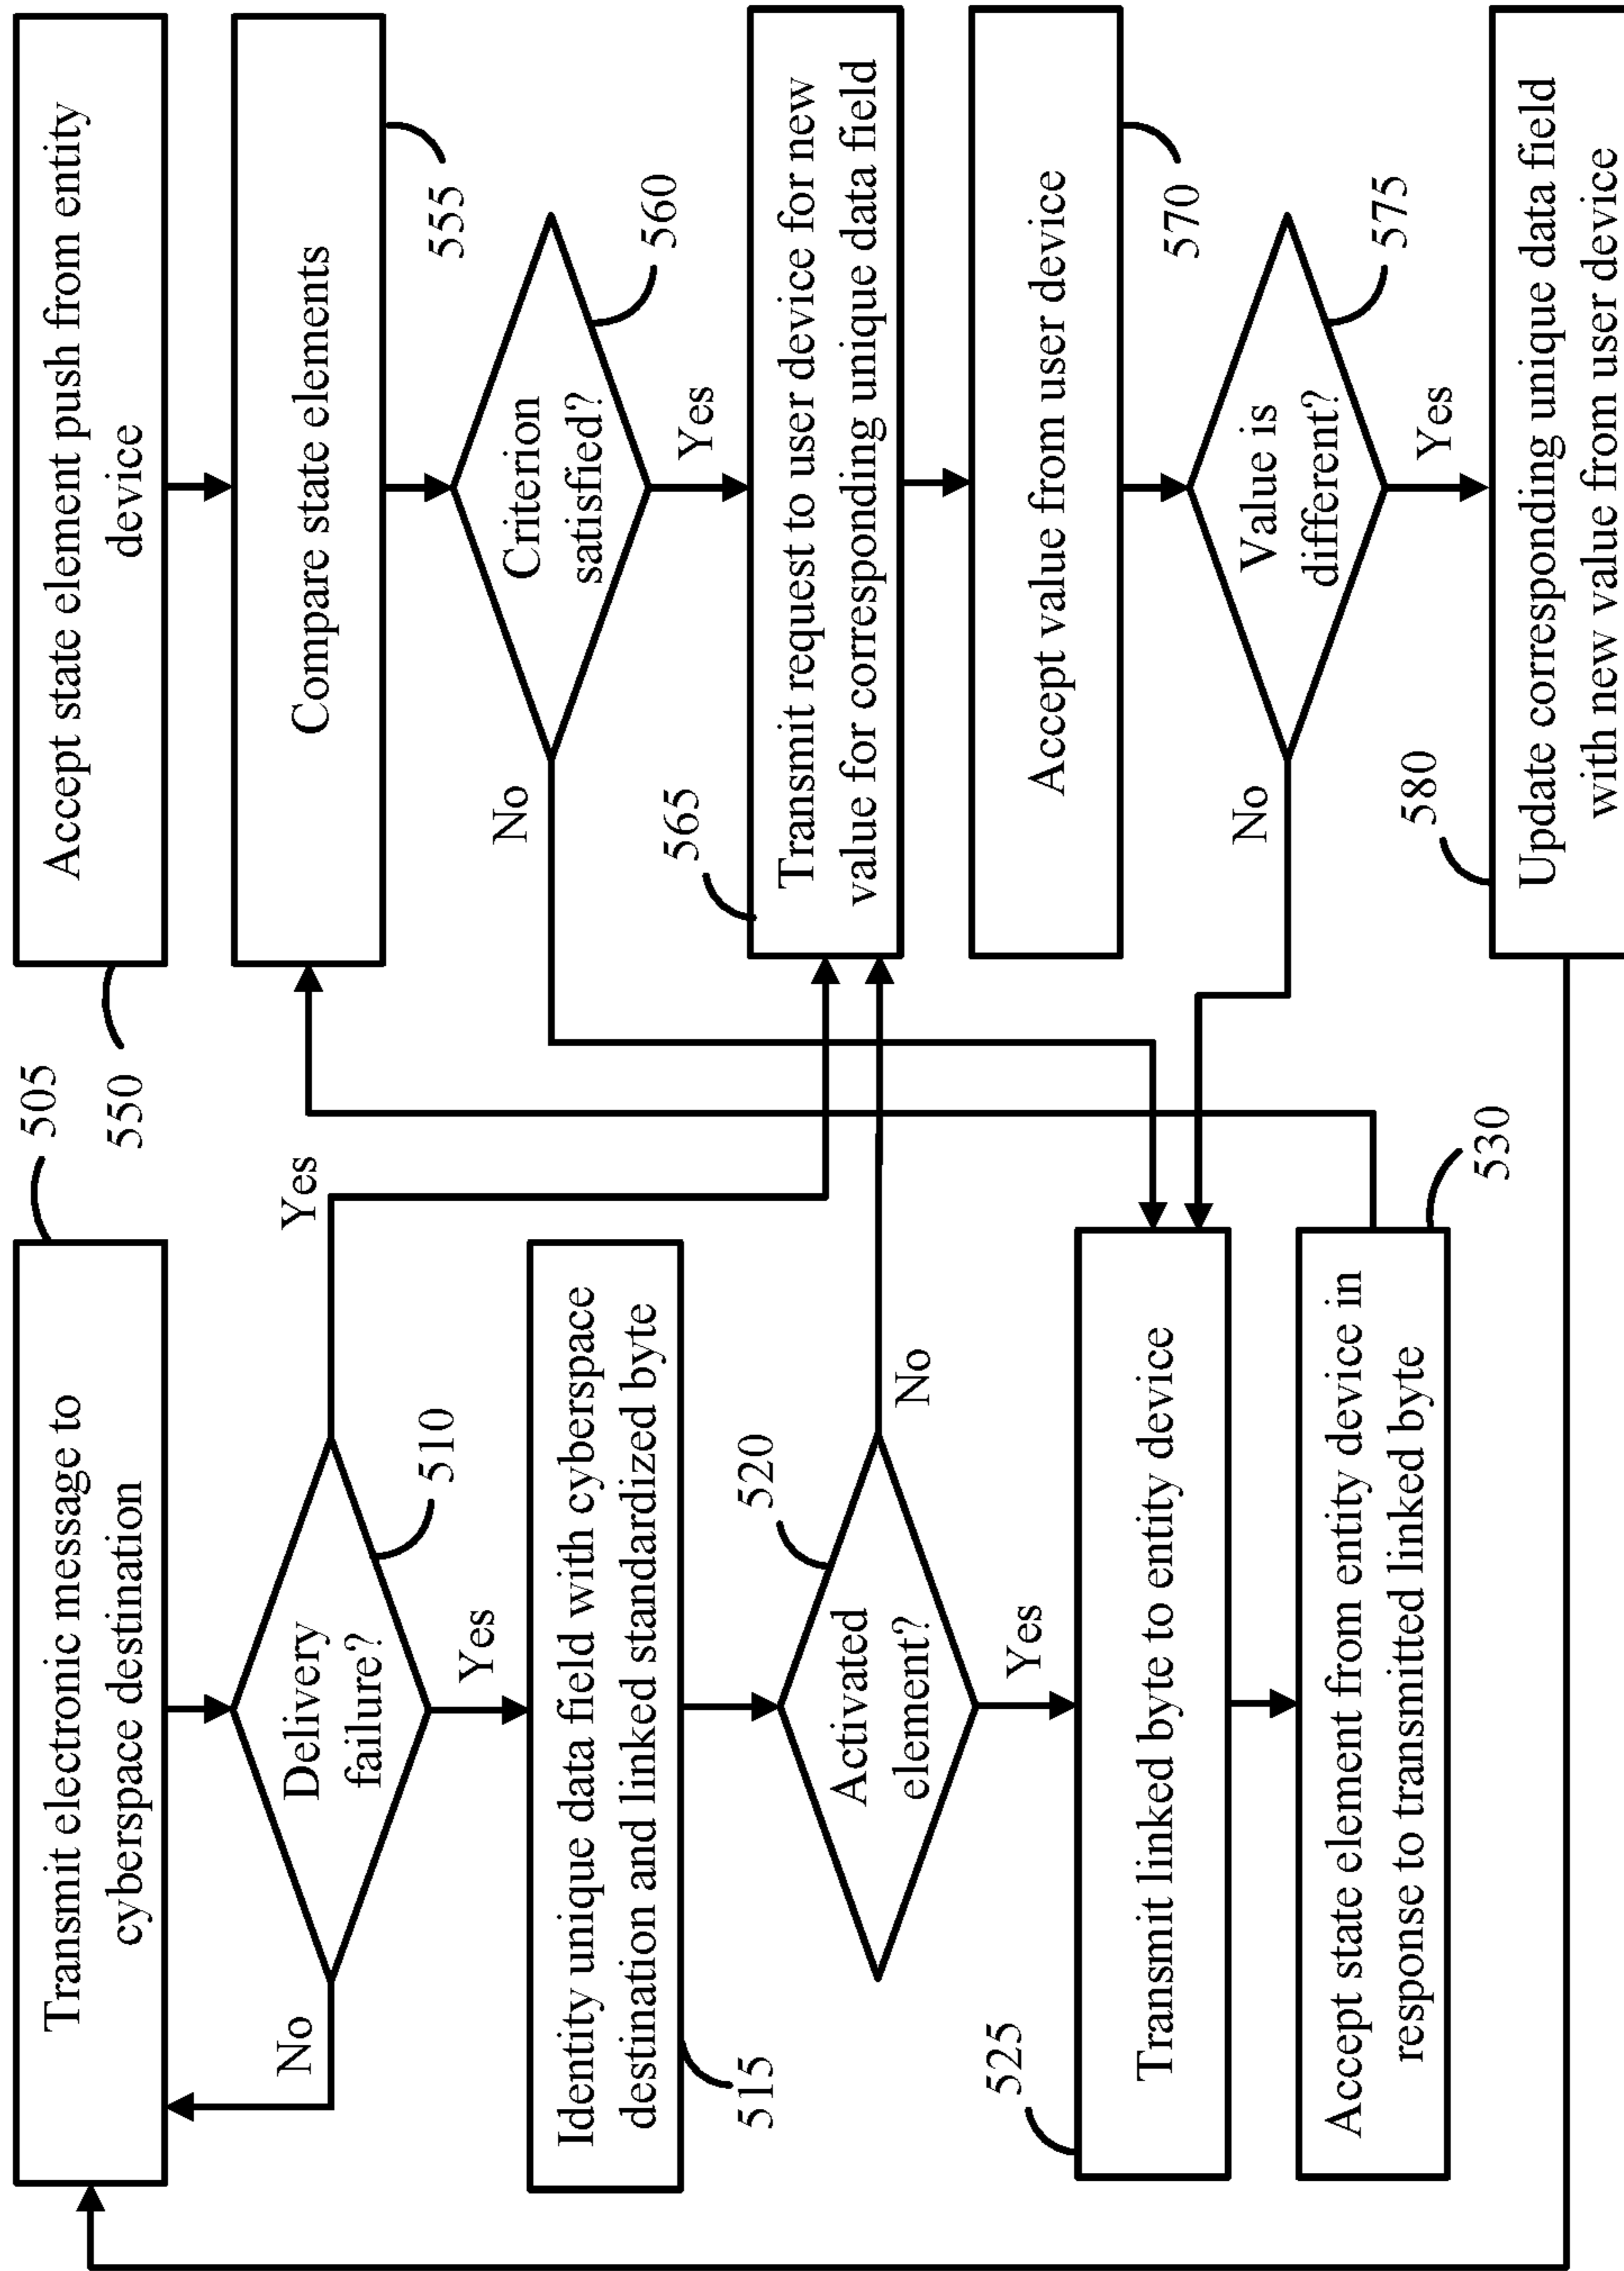 Transmit electronic message to
cyberspace destination
505
Delivery
failure?
510
No
Yes
Yes
Identity unique data field with cyberspace
destination and linked standardized byte
515
Activated
element?
520
No
Yes
Transmit linked byte to entity device
525
Accept state element from entity device in
response to transmitted linked byte
530
Accept state element push from entity
device
550
Compare state elements
555
Criterion
satisfied?
560
No
Yes
Transmit request to user device for new
value for corresponding unique data field
565
Accept value from user device
570
Value is
different?
575
No
Yes
Update corresponding unique data field
with new value from user device
580